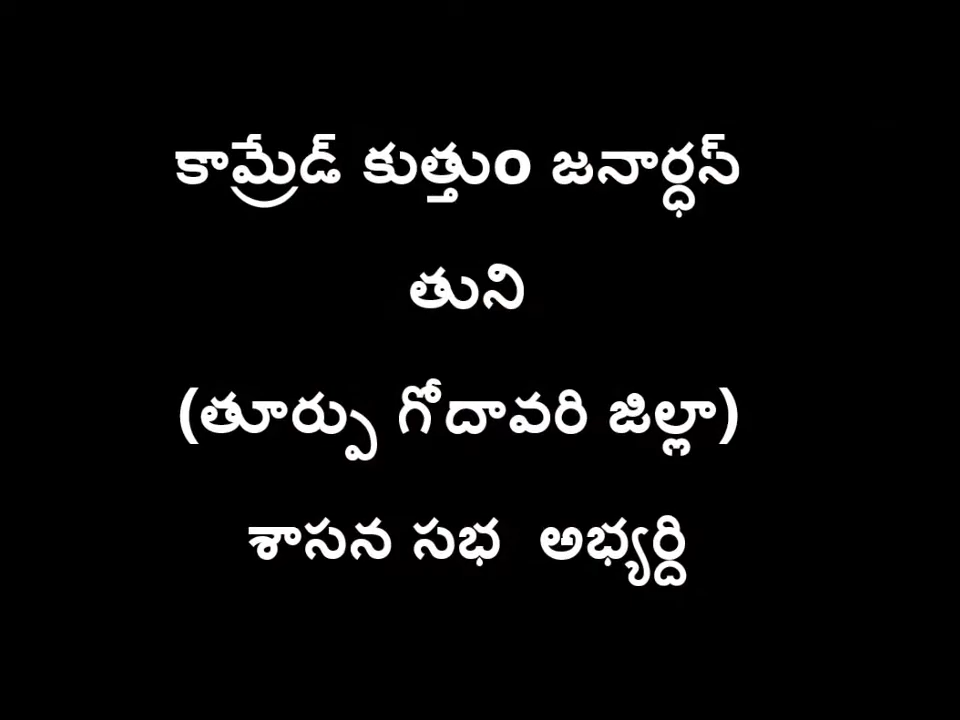 కామ్రేడ్ కుత్తుం జనార్ధస్
తుని
(తూర్పు గోదావరి జిల్లా)
శాసన సభ అభ్యర్ది